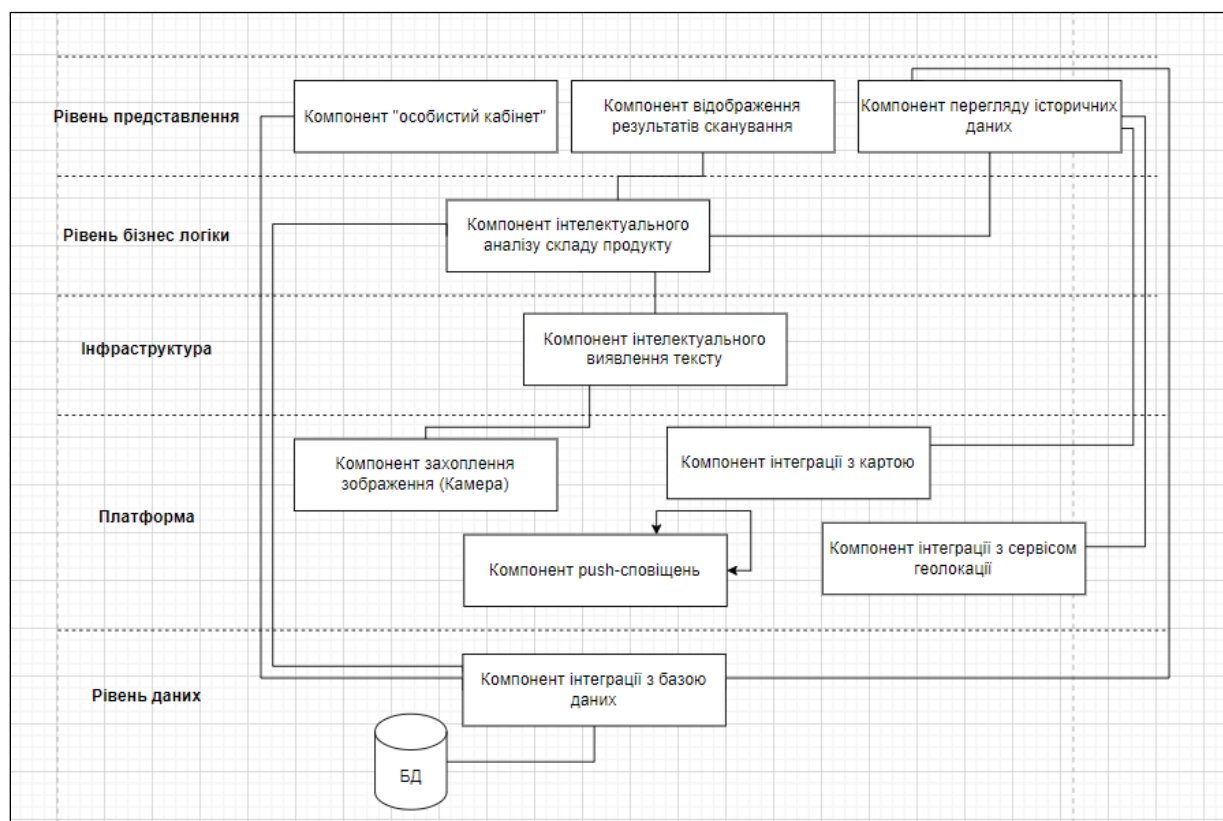 Рівень представлення
Компонент "особистий кабінет"
Компонент відображення
результатів сканування
Компонент перегляду історичних
даних
Рівень бізнес логіки
Компонент інтелектуального
аналізу складу продукту
Інфраструктура
Компонент інтелектуального
виявлення тексту
Платформа
Компонент захоплення
зображення (Камера)
Компонент інтеграції з картою
Компонент push-сповіщень
Компонент інтеграції з сервісом
геолокації
Рівень даних
Компонент інтеграції з базою
даних
БД